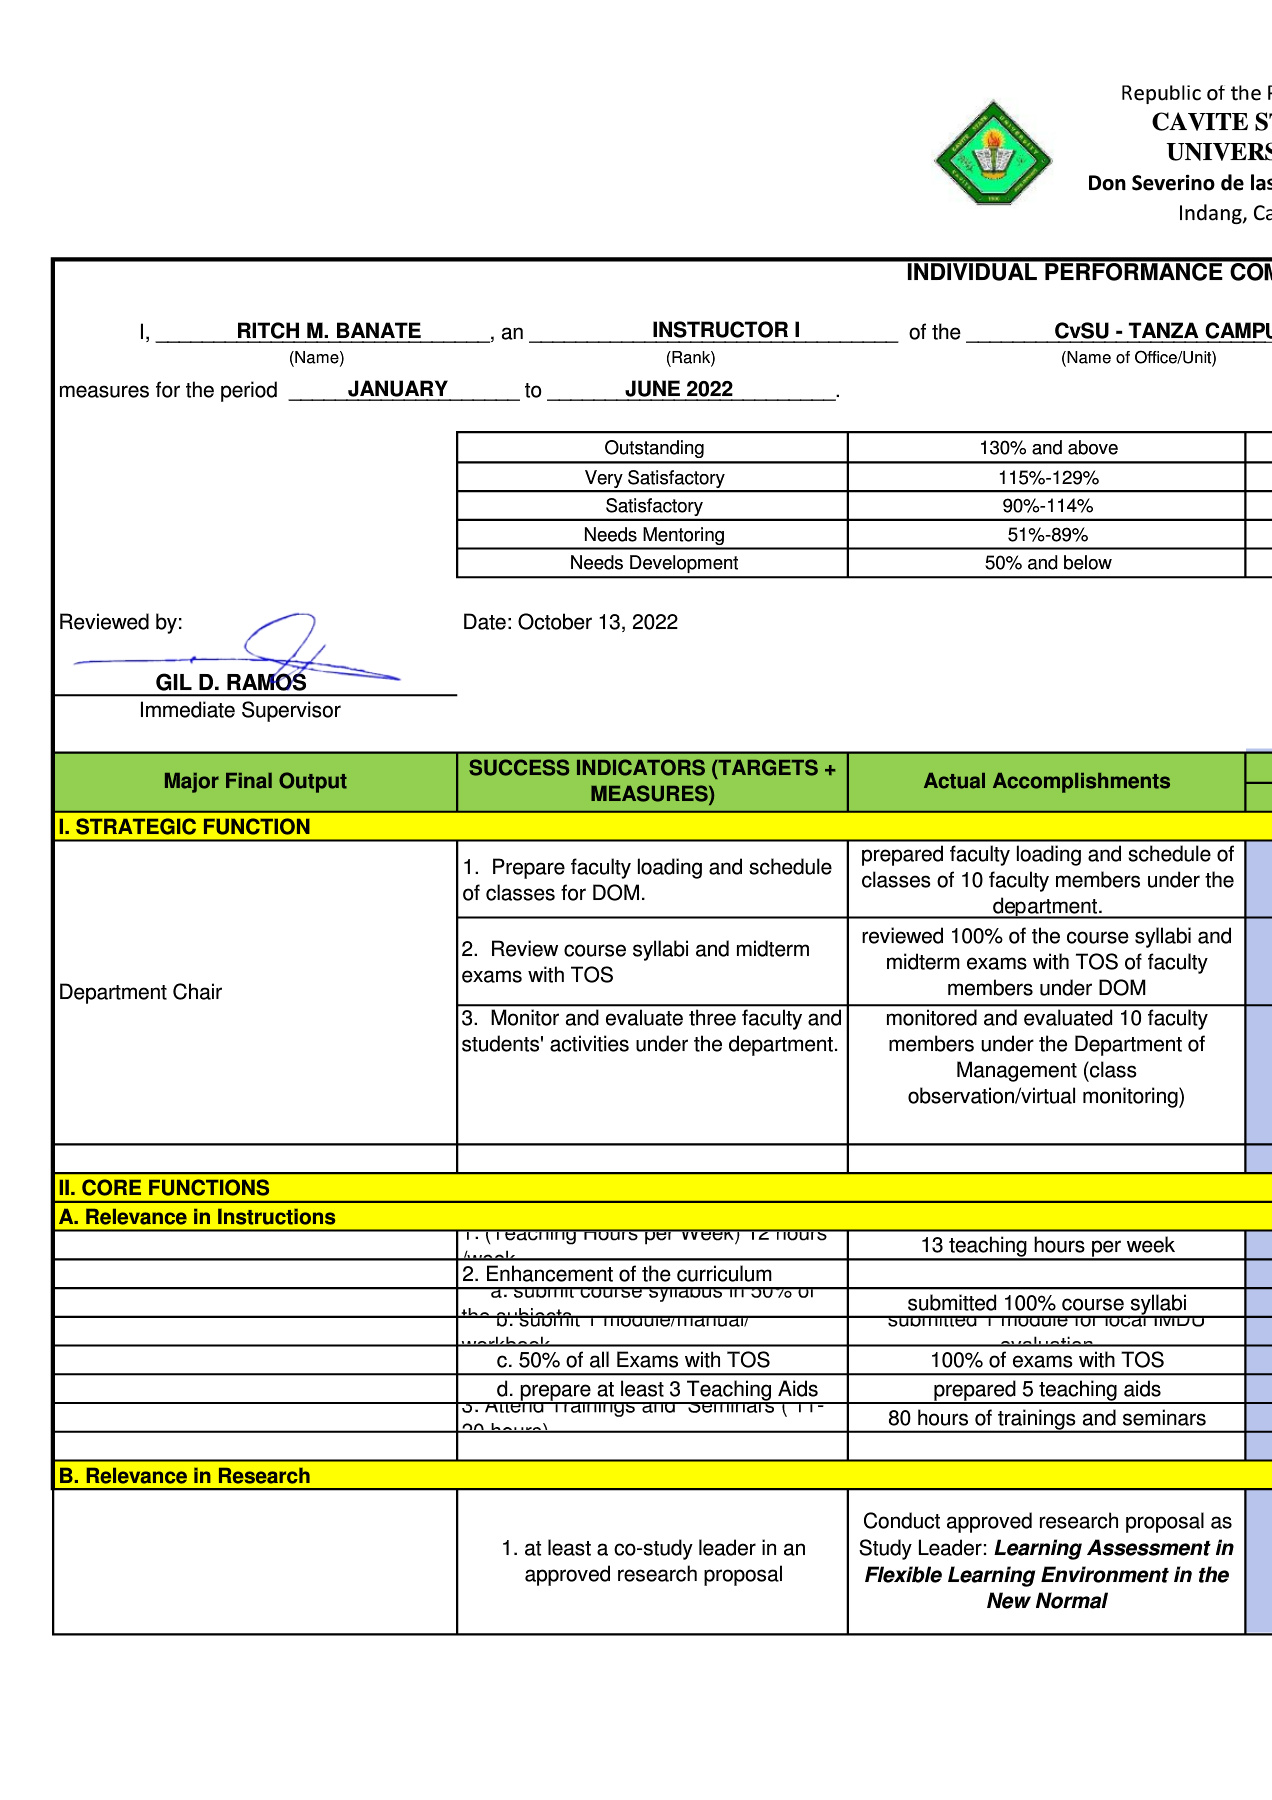 Republic of the
CAVITE
UNIVERS
Don Severino de las
Indang,
INDIVIDUAL PERFORMANCE
I, RITCH M. BANATE, an INSTRUCTOR I of the CvSU - TANZA CAMPU
(Name) (Rank) (Name of Office/Unit)
measures for the period JANUARY to JUNE 2022.
Outstanding 130% and above
Very Satisfactory 115%-129%
Satisfactory 90%-114%
Needs Mentoring 51%-89%
Needs Development 50% and below
Reviewed by: Date: October 13, 2022
GIL D. RAMOS
Immediate Supervisor
Major Final Output
SUCCESS INDICATORS (TARGETS +
MEASURES)
Actual Accomplishments
I. STRATEGIC FUNCTION
Department Chair
1. Prepare faculty loading and schedule
of classes for DOM.
prepared faculty loading and schedule of
classes of 10 faculty members under the
department.
2. Review course syllabi and midterm
exams with TOS
reviewed 100% of the course syllabi and
midterm exams with TOS of faculty
members under DOM
3. Monitor and evaluate three faculty and
students' activities under the department.
monitored and evaluated 10 faculty
members under the Department of
Management (class
observation/virtual monitoring)
II. CORE FUNCTIONS
A. Relevance in Instructions
1. (Teaching Hours per Week) 12 hours
/week
13 teaching hours per week
2. Enhancement of the curriculum
a. submit course syllabus in 50% of
the subjects
submitted 100% course syllabi
b. submit 1 module/manual/
workbook
submitted 1 module for local IMDU
evaluation
c. 50% of all Exams with TOS
100% of exams with TOS
d. prepare at least 3 Teaching Aids
prepared 5 teaching aids
3. Attend Trainings and Seminars ( 11-
20 hours)
80 hours of trainings and seminars
B. Relevance in Research
1. at least a co-study leader in an
approved research proposal
Conduct approved research proposal as
Study Leader: Learning Assessment in
Flexible Learning Environment in the
New Normal